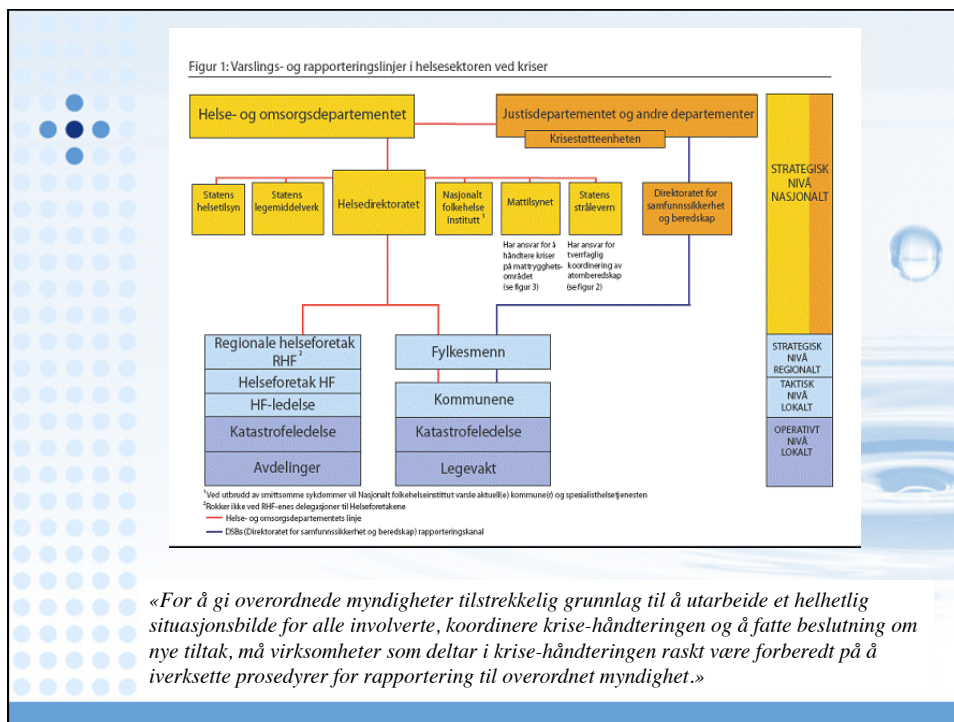 Figur 1: Varslings- og rapporteringslinjer i helsesektoren ved kriser
Helse- og omsorgsdepartementet
Justisdepartementet og andre departementer
Krisestøtteenheten
Statens
helsetilsyn
Statens
legemiddelverk
Helsedirektoratet
Nasjonalt
folkehelse
institutt 1
Mattilsynet
Statens
strålevern
Direktoratet for
samfunnssikkerhet
og beredskap
Har ansvar for å
håndtere kriser
på mattrygghets-
området
(se figur 3)
Har ansvar for
tverrfaglig
koordinering av
atomberedskap
(se figur 2)
STRATEGISK
NIVÅ
NASJONALT
Regionale helseforetak
RHF 2
Helseforetak HF
HF-ledelse
Katastrofeledelse
Avdelinger
Fylkesmenn
Kommunene
Katastrofeledelse
Legevakt
STRATEGISK
NIVÅ
REGIONALT
TAKTISK
NIVÅ
LOKALT
OPERATIVT
NIVÅ
LOKALT
1Ved utbrudd av smittsomme sykdommer vil Nasjonalt folkehelseinstitutt varsle aktuell(e) kommune(r) og spesialisthelsetjenesten
2Rokker ikke ved RHF-enes delegasjoner til Helseforetakene
Helse- og omsorgsdepartementets linje
DSBs (Direktoratet for samfunnssikkerhet og beredskap) rapporteringskanal
«For å gi overordnede myndigheter tilstrekkelig grunnlag til å utarbeide et helhetlig
situasjonsbilde for alle involverte, koordinere krise-håndteringen og å fatte beslutning om
nye tiltak, må virksomheter som deltar i krise-håndteringen raskt være forberedt på å
iverksette prosedyrer for rapportering til overordnet myndighet.»